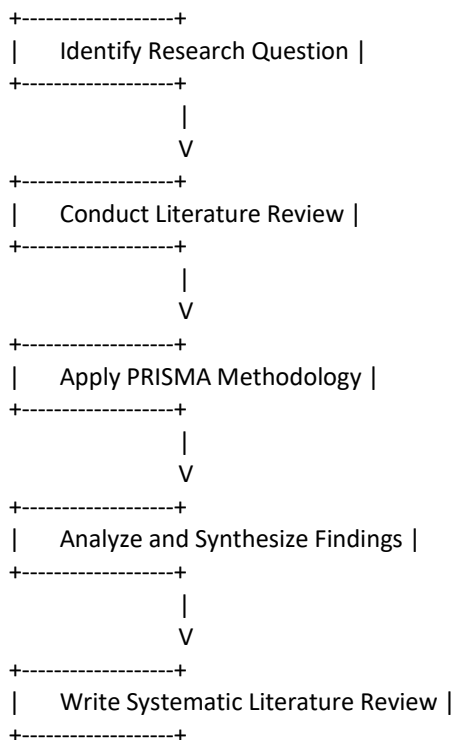 +-------------------+
| Identify Research Question |
+-------------------+
|
V
+-------------------+
| Conduct Literature Review |
+-------------------+
|
V
+-------------------+
| Apply PRISMA Methodology |
+-------------------+
|
V
+-------------------+
| Analyze and Synthesize Findings |
+-------------------+
|
V
+-------------------+
| Write Systematic Literature Review |
+-------------------+